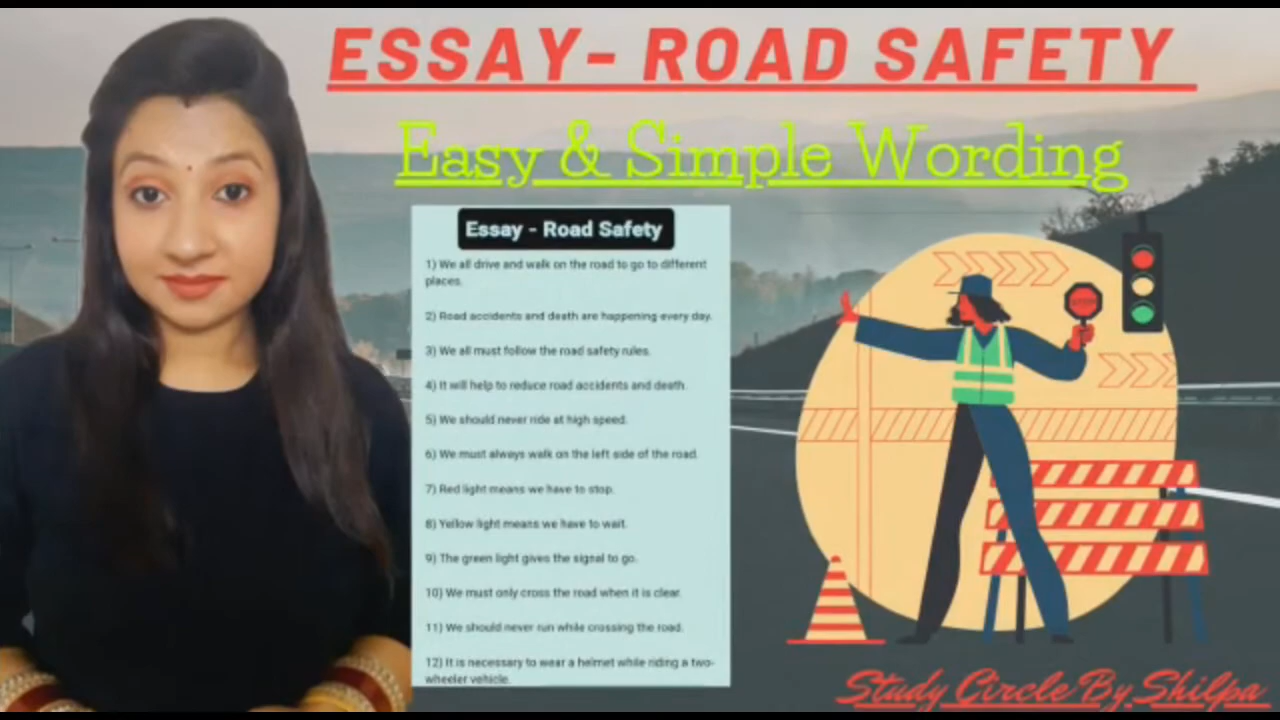 ESSAY- ROAD SAFETY
Easy & Simple Wording
Essay - Road Safety
1) We all drive and walk on the road to go to different
places.
2) Road accidents and death are happening every day.
3) We all must follow the road safety rules.
4) It will help to reduce road accidents and death.
5) We should never ride at high speed.
6) We must always walk on the left side of the road.
7) Red light means we have to stop.
8) Yellow light means we have to wait.
9) The green light gives the signal to go.
10) We must only cross the road when it is clear.
11) We should never run while crossing the road.
12) It is necessary to wear a helmet while riding a two-
wheeler vehicle.
STOP
Study Circle By Shilpa